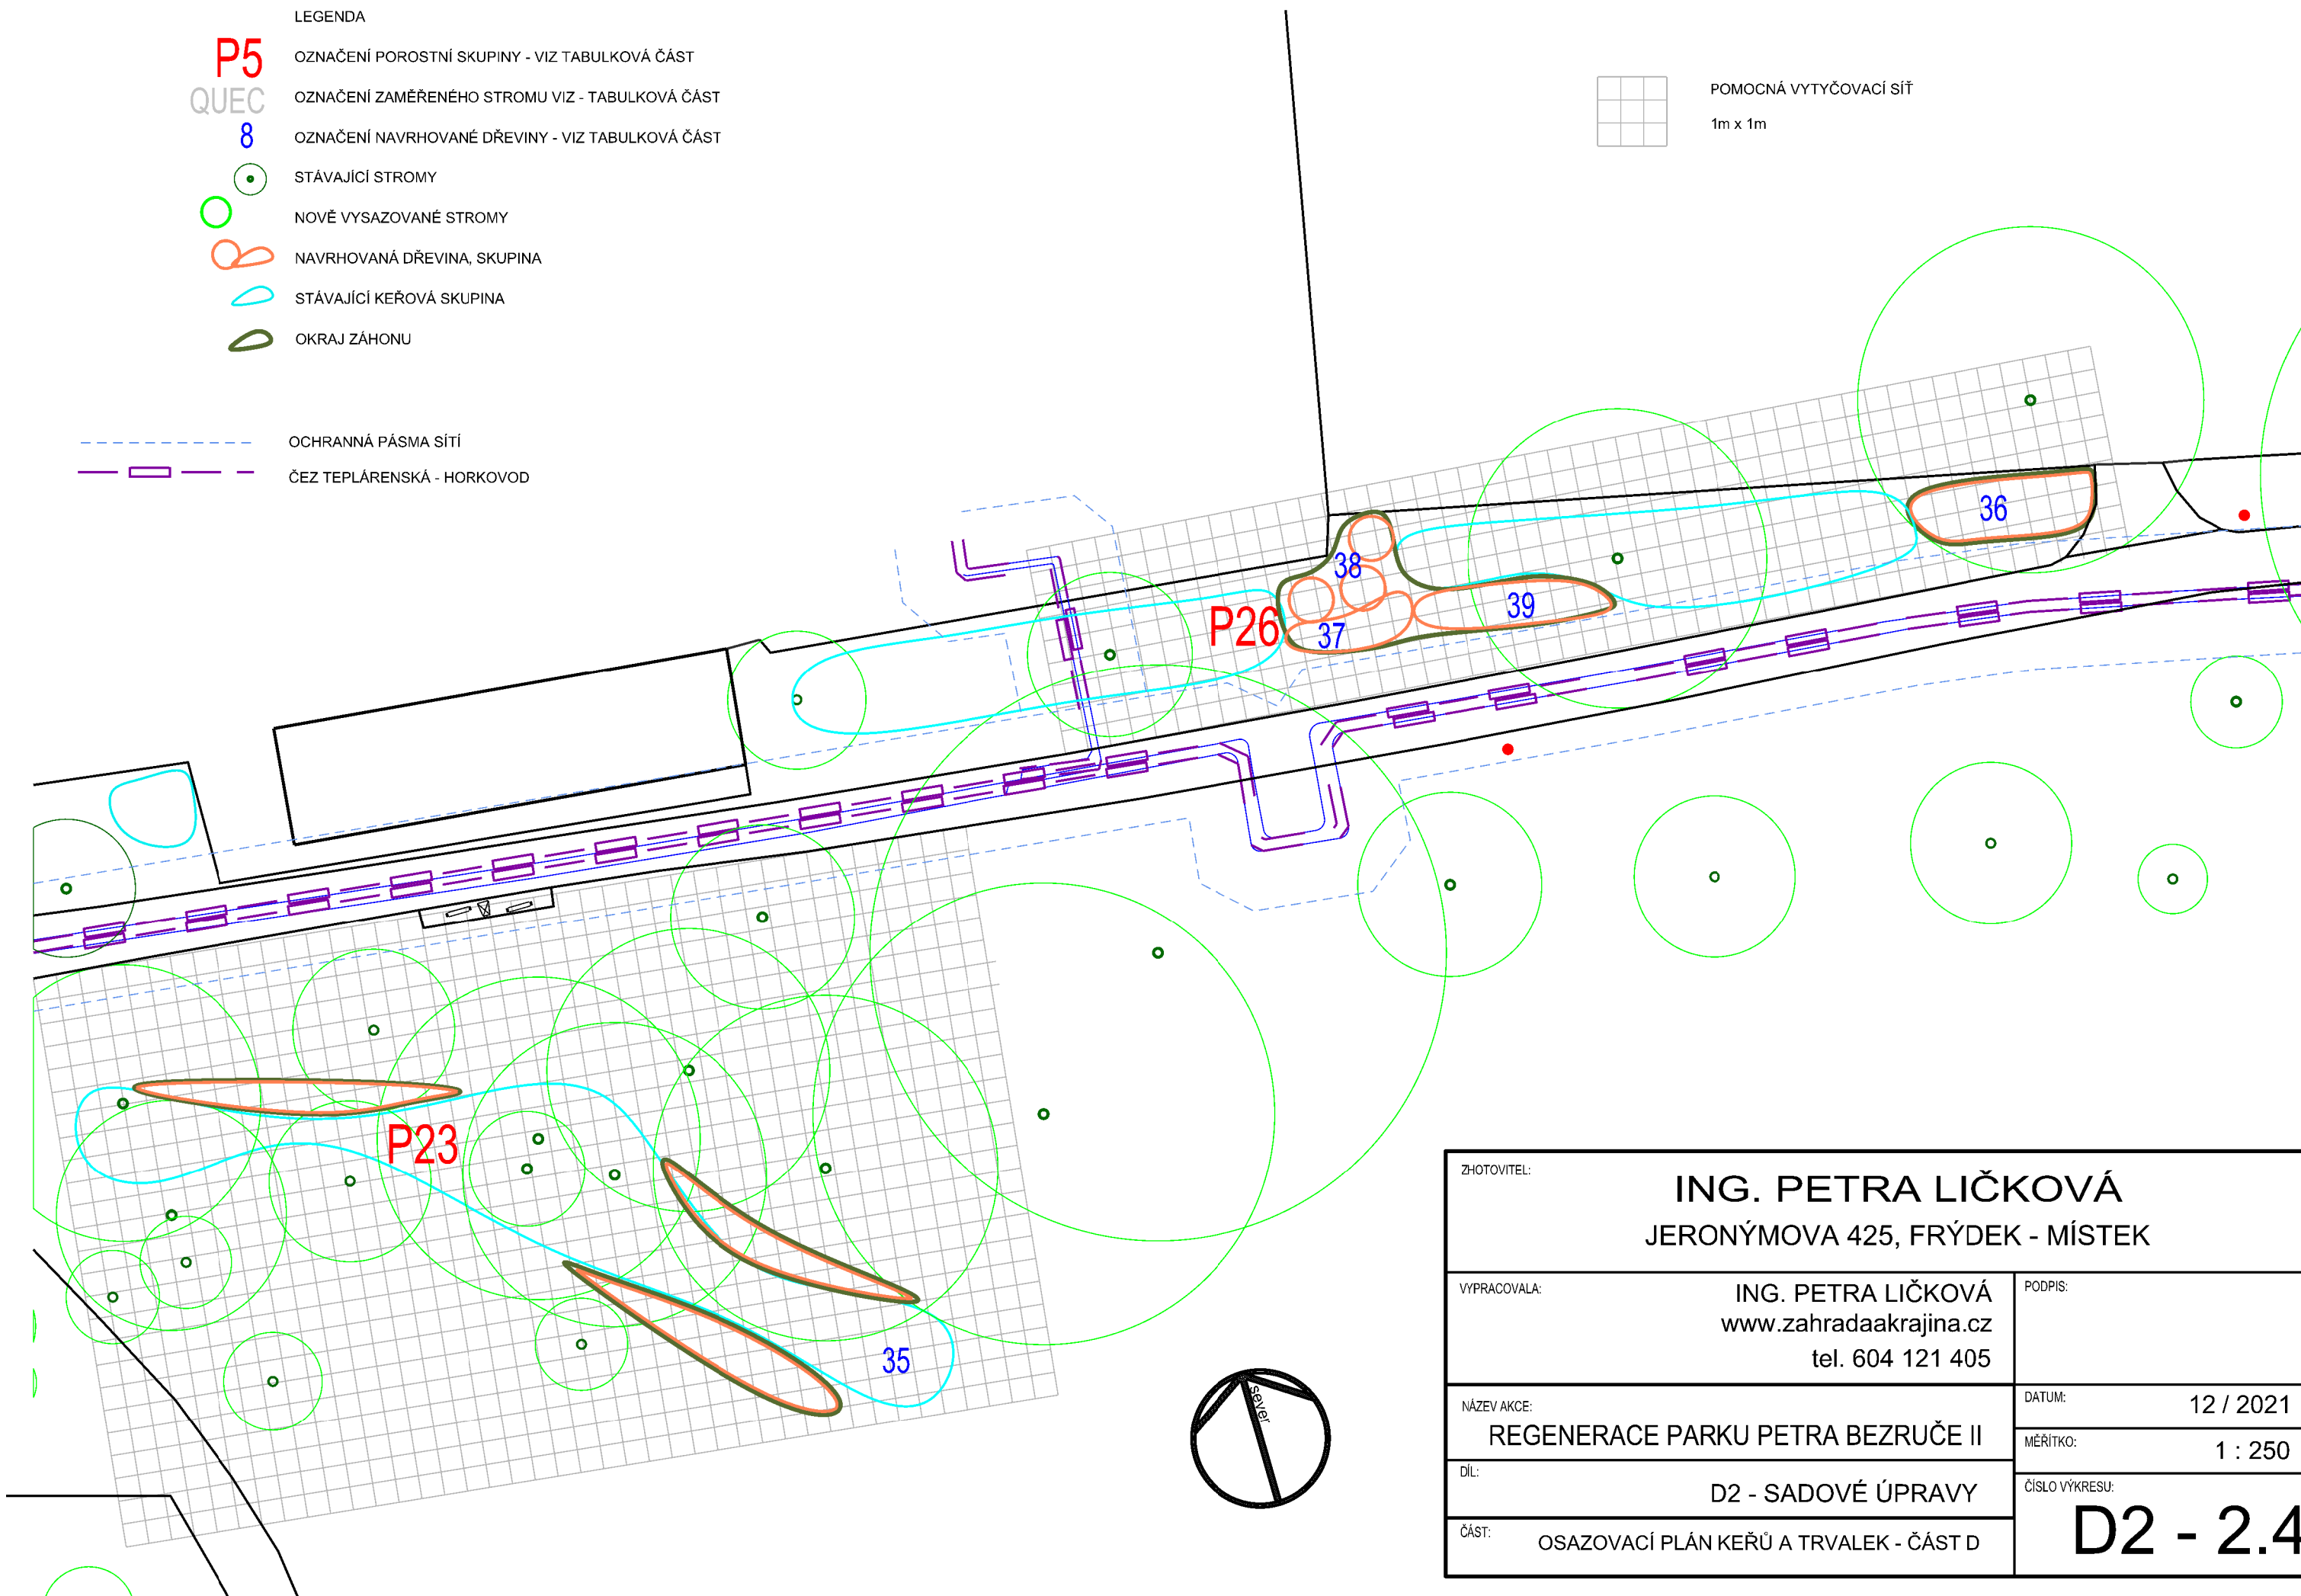 LEGENDA
P5
OZNAČENÍ POROSTNÍ SKUPINY - VIZ TABULKOVÁ ČÁST
QUEC
OZNAČENÍ ZAMĚŘENÉHO STROMU VIZ - TABULKOVÁ ČÁST
8
OZNAČENÍ NAVRHOVANÉ DŘEVINY - VIZ TABULKOVÁ ČÁST
STÁVAJÍCÍ STROMY
NOVĚ VYSAZOVANÉ STROMY
NAVRHOVANÁ DŘEVINA, SKUPINA
STÁVAJÍCÍ KEŘOVÁ SKUPINA
OKRAJ ZÁHONU
OCHRANNÁ PÁSMA SÍTÍ
ČEZ TEPLÁRENSKÁ - HORKOVOD
POMOCNÁ VYTYČOVACÍ SÍŤ
1m x 1m
36
38
39
P26
37
P23
35
sever
ZHOTOVITEL:
ING. PETRA LIČKOVÁ
JERONÝMOVA 425, FRÝDEK - MÍSTEK
VYPRACOVALA:
ING. PETRA LIČKOVÁ
www.zahradaakrajina.cz
tel. 604 121 405
PODPIS:
NÁZEV AKCE:
REGENERACE PARKU PETRA BEZRUČE II
DATUM:
12 / 2021
MĚŘÍTKO:
1 : 250
DÍL:
D2 - SADOVÉ ÚPRAVY
ČÍSLO VÝKRESU:
D2 - 2.4
ČÁST:
OSAZOVACÍ PLÁN KEŘŮ A TRVALEK - ČÁST D